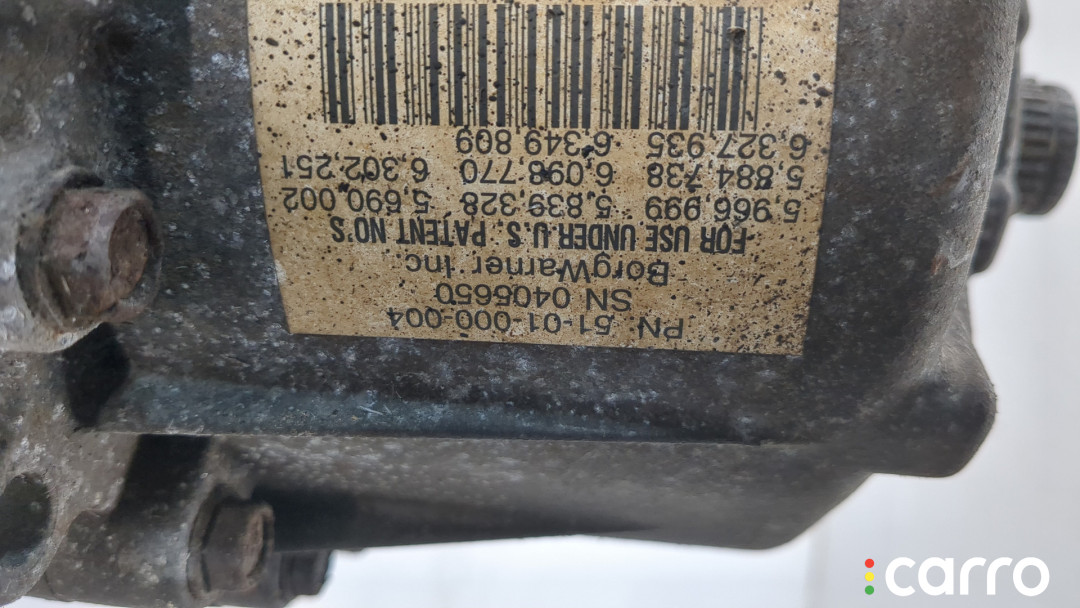 PN: 51-01-000-004
SN 0405650
BorgWarner Inc.
FOR USE UNDER U.S. PATENT NO'S
5,966,999 5,839,328 5,690,002
5,884,738 6,098,770 6,302,251
6,327,935 6,349,809
carro